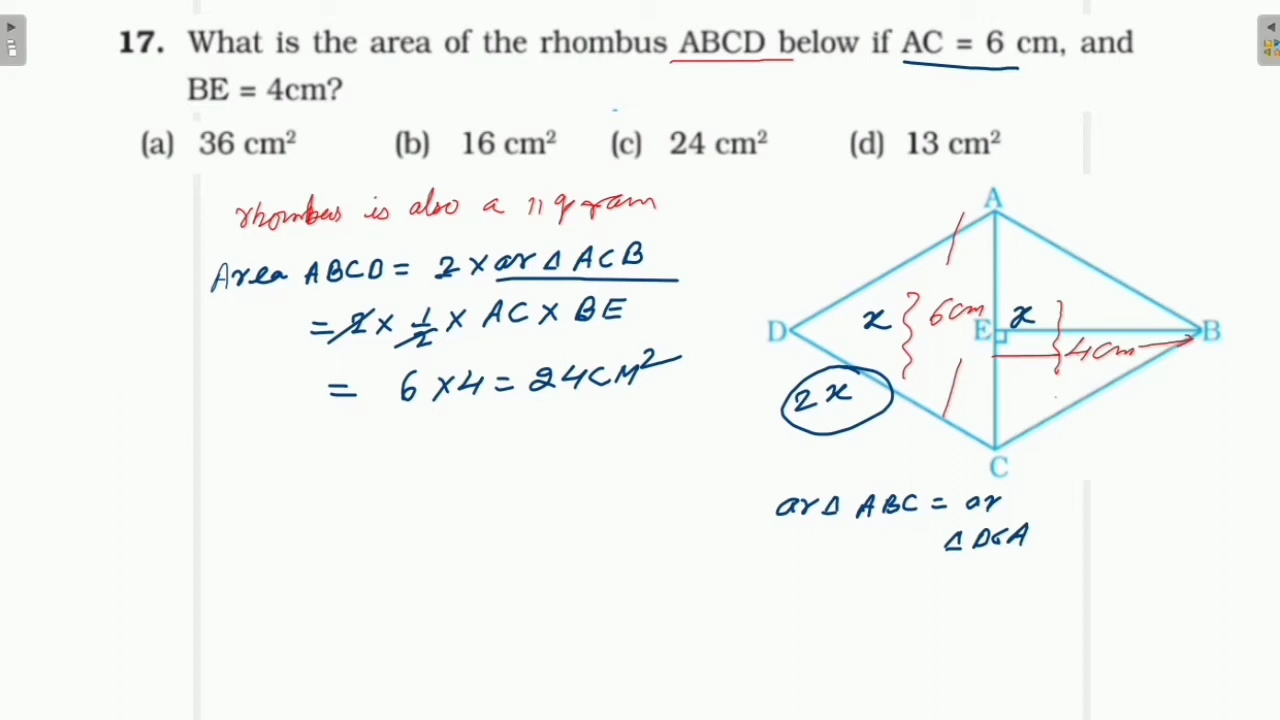 17. What is the area of the rhombus ABCD below if AC = 6 cm, and
BE = 4cm?
(a) 36 cm² (b) 16 cm² (c) 24 cm² (d) 13 cm²
rhombus is also a 11 gram
Area ABCD = 2 × ar Δ ACB
= 2 × 1/2 × AC × BE
= 6 × 4 = 24 CM²
A
D
x
6cm
E
x
B
4cm
2x
C
ar Δ ABC = ar
Δ DCA